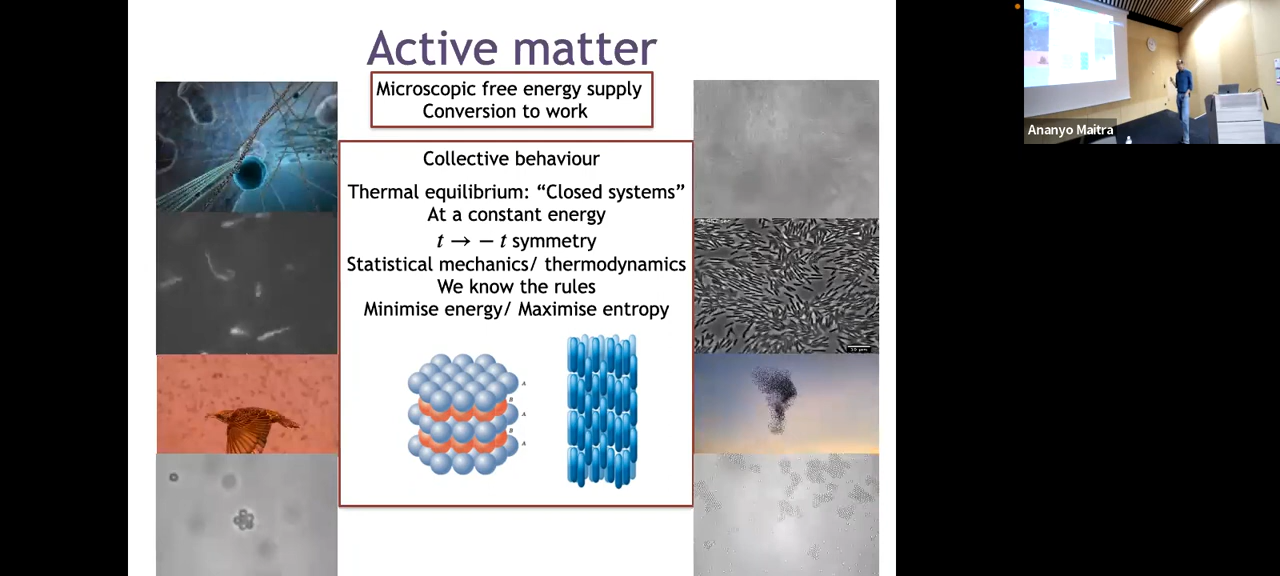 Active matter
Microscopic free energy supply
Conversion to work
Collective behaviour
Thermal equilibrium: “Closed systems”
At a constant energy
t → − t symmetry
Statistical mechanics/ thermodynamics
We know the rules
Minimise energy/ Maximise entropy
A
B
A
B
A
Ananyo Maitra